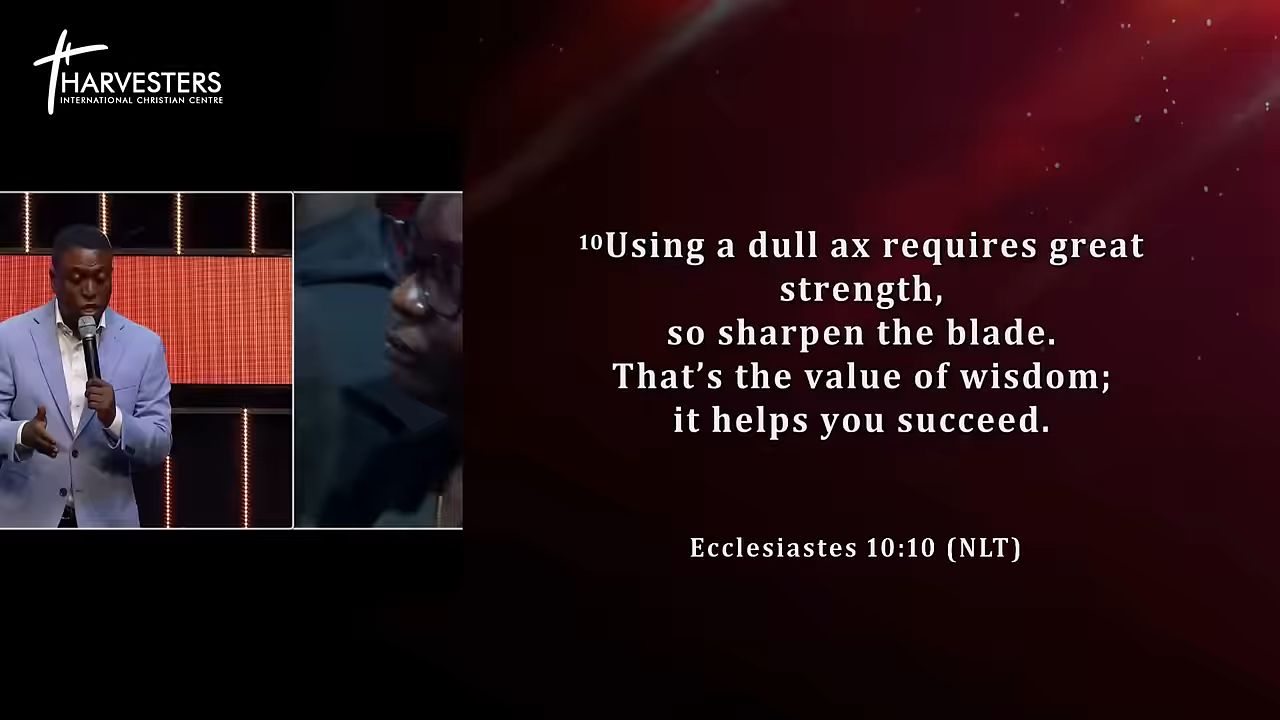 HARVESTERS
INTERNATIONAL CHRISTIAN CENTRE
¹⁰Using a dull ax requires great
strength,
so sharpen the blade.
That’s the value of wisdom;
it helps you succeed.
Ecclesiastes 10:10 (NLT)